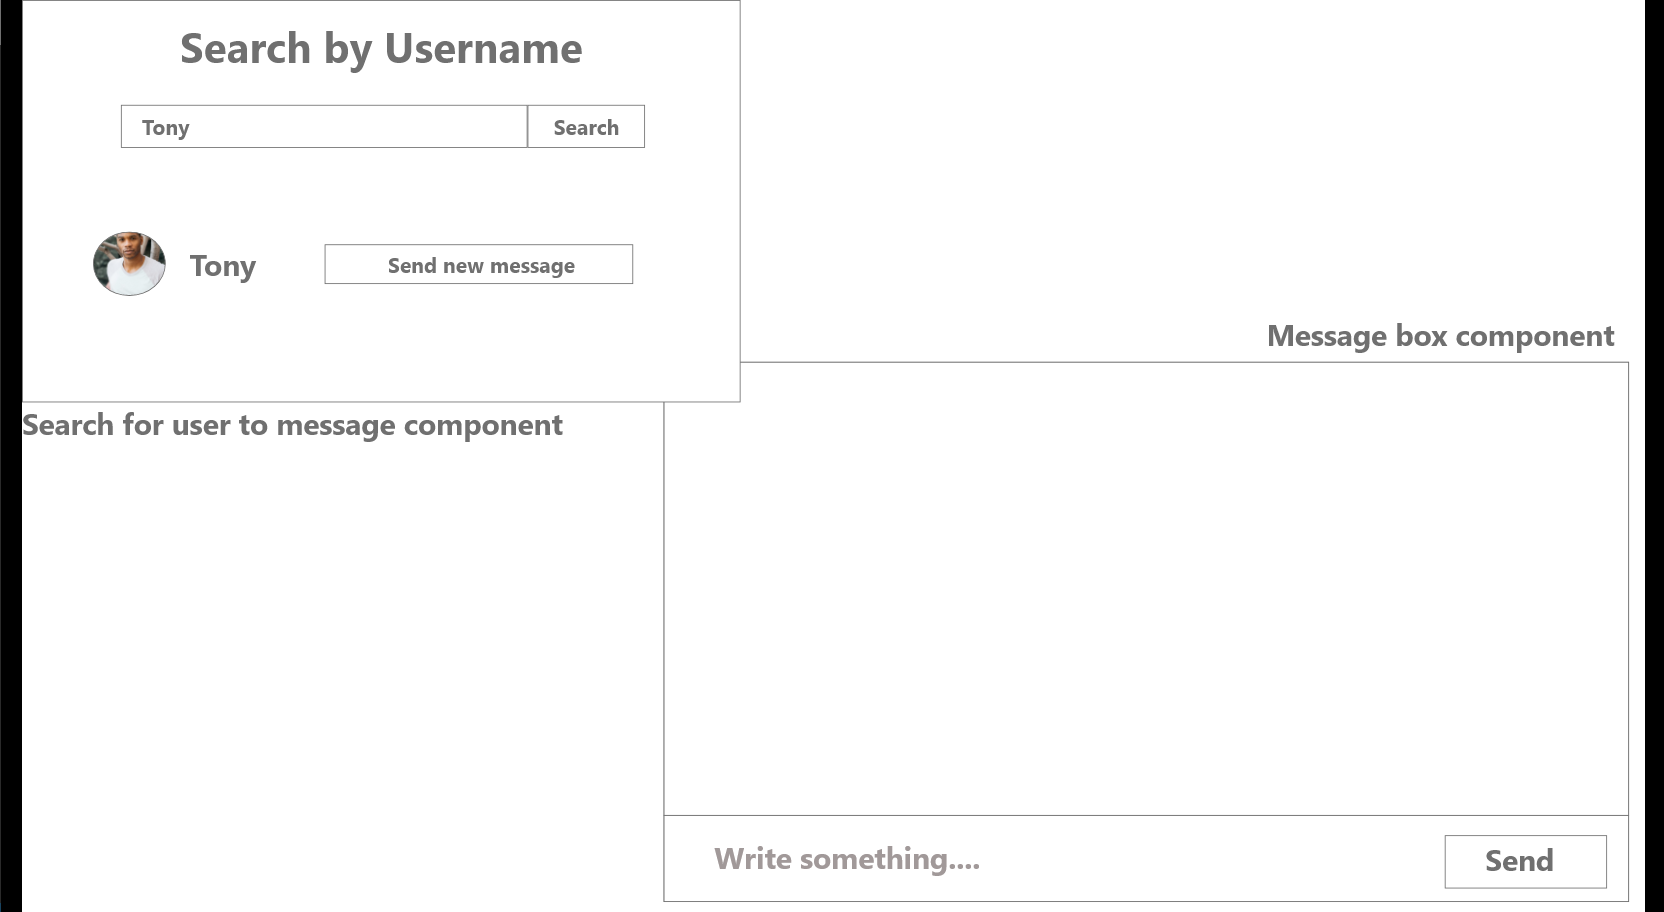 Search by Username
Tony
Search
Tony
Send new message
Message box component
Search for user to message component
Write something....
Send